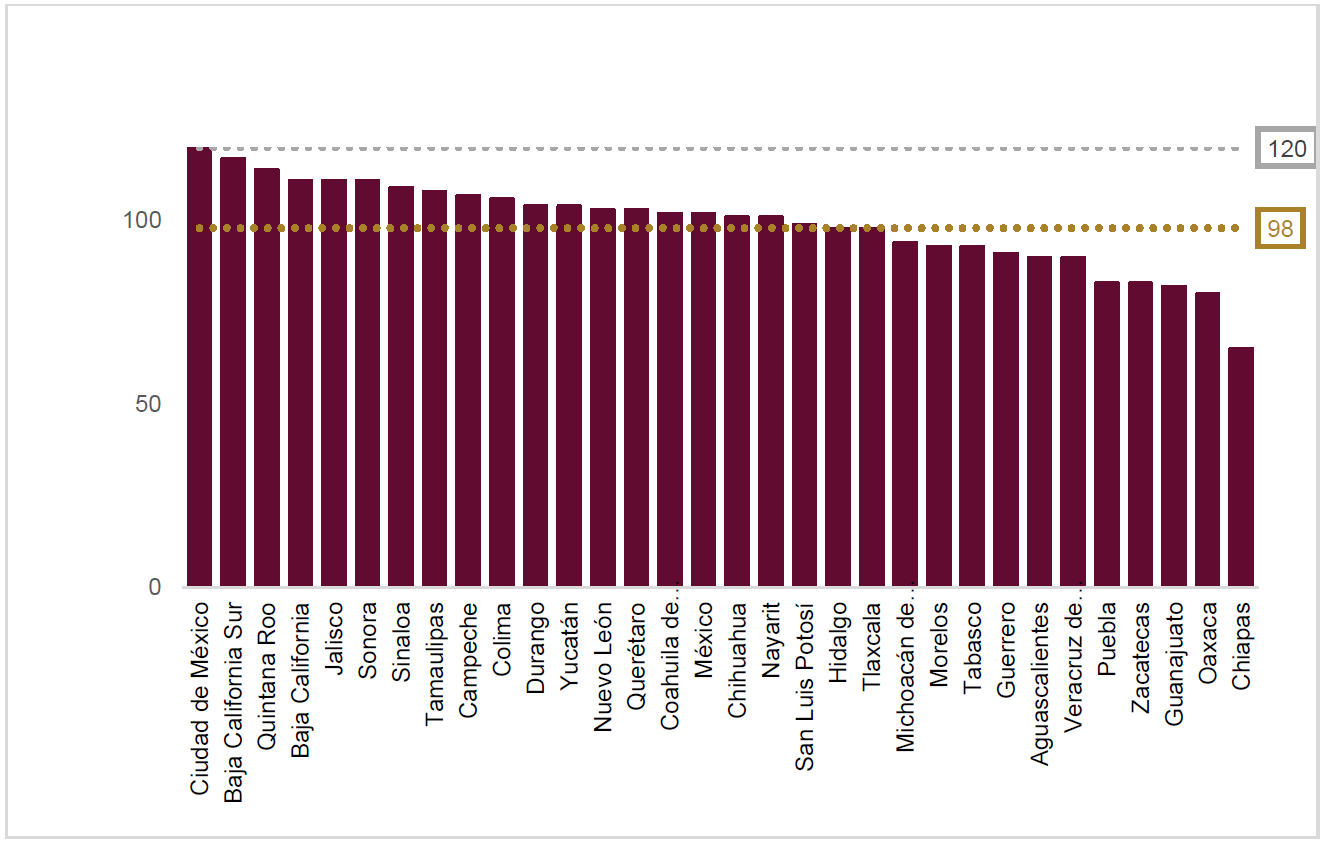 120
100
98
50
0
Ciudad de México
Baja California Sur
Quintana Roo
Baja California
Jalisco
Sonora
Sinaloa
Tamaulipas
Campeche
Colima
Durango
Yucatán
Nuevo León
Querétaro
Coahuila de...
México
Chihuahua
Nayarit
San Luis Potosí
Hidalgo
Tlaxcala
Michoacán de...
Morelos
Tabasco
Guerrero
Aguascalientes
Veracruz de...
Puebla
Zacatecas
Guanajuato
Oaxaca
Chiapas